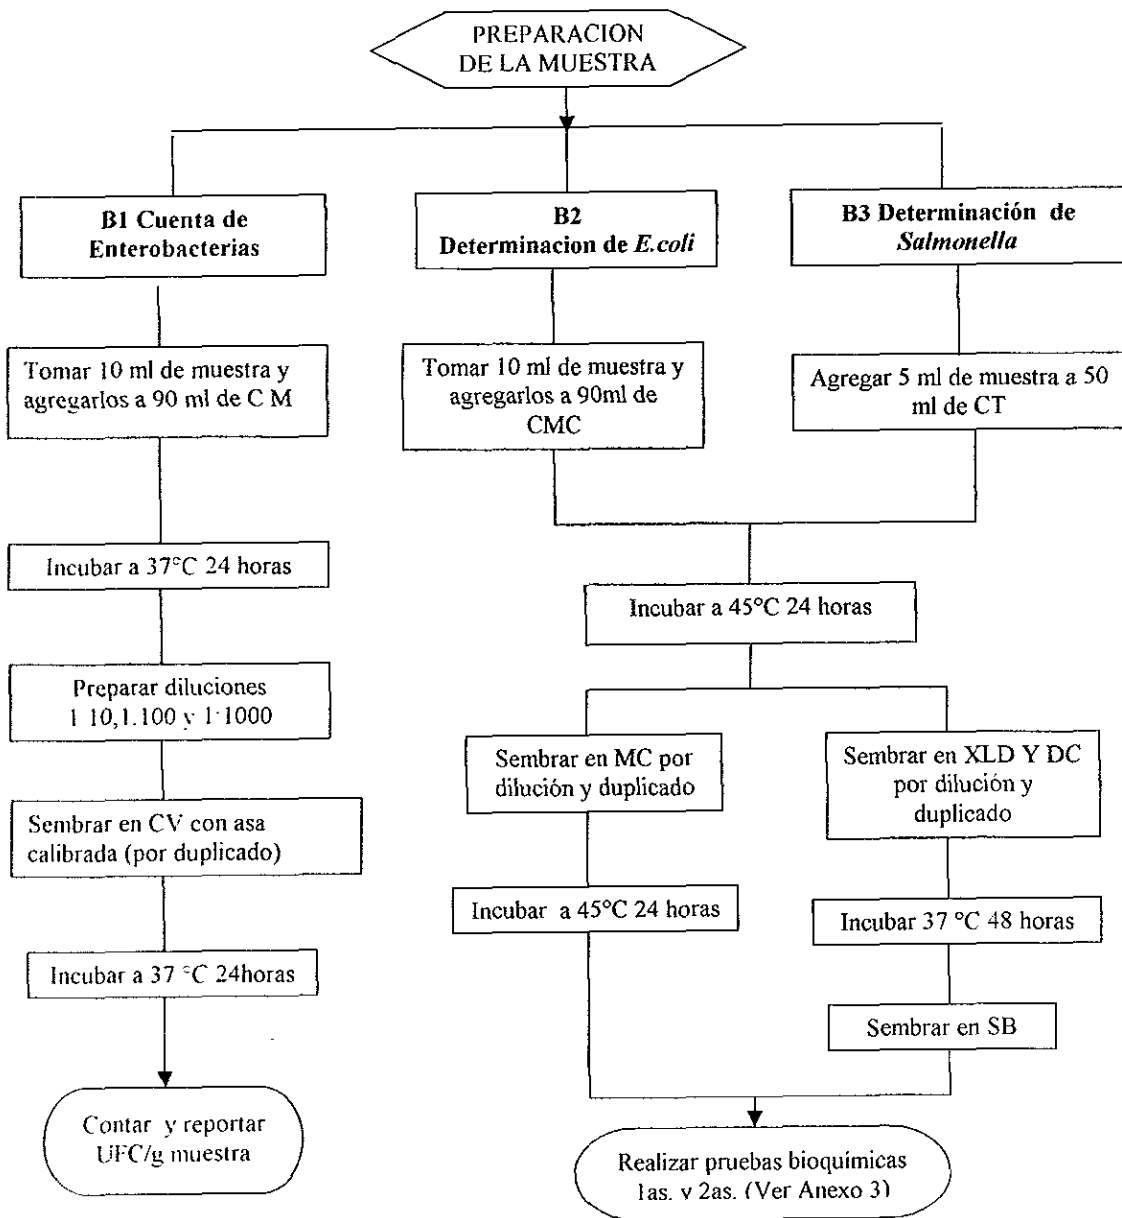 PREPARACION
DE LA MUESTRA
B1 Cuenta de
Enterobacterias
B2
Determinacion de E.coli
B3 Determinación de
Salmonella
Tomar 10 ml de muestra y
agregarlos a 90 ml de C M
Tomar 10 ml de muestra y
agregarlos a 90ml de
CMC
Agregar 5 ml de muestra a 50
ml de CT
Incubar a 37°C 24 horas
Incubar a 45°C 24 horas
Preparar diluciones
1 10,1.100 y 1:1000
Sembrar en MC por
dilución y duplicado
Sembrar en XLD Y DC
por dilución y
duplicado
Sembrar en CV con asa
calibrada (por duplicado)
Incubar a 45°C 24 horas
Incubar 37 °C 48 horas
Incubar a 37 °C 24horas
Sembrar en SB
Contar y reportar
UFC/g muestra
Realizar pruebas bioquímicas
1as. y 2as. (Ver Anexo 3)